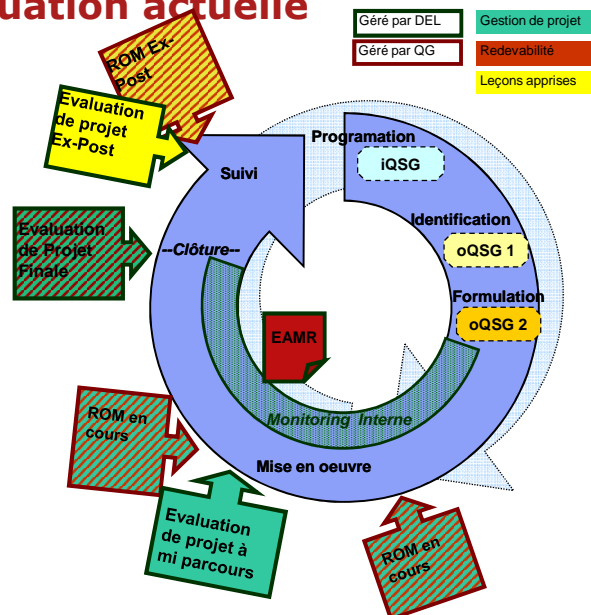 uation actuelle
Géré par DEL
Gestion de projet
Géré par QG
Redevabilité
Leçons apprises
ROM Ex-
Post
Evaluation
de projet
Ex-Post
Programation
iQSG
Suivi
Identification
oQSG 1
Evaluation
de Projet
Finale
--Clôture--
Formulation
oQSG 2
EAMR
ROM en
cours
Monitoring Interne
Mise en oeuvre
Evaluation
de projet à
mi parcours
ROM en
cours